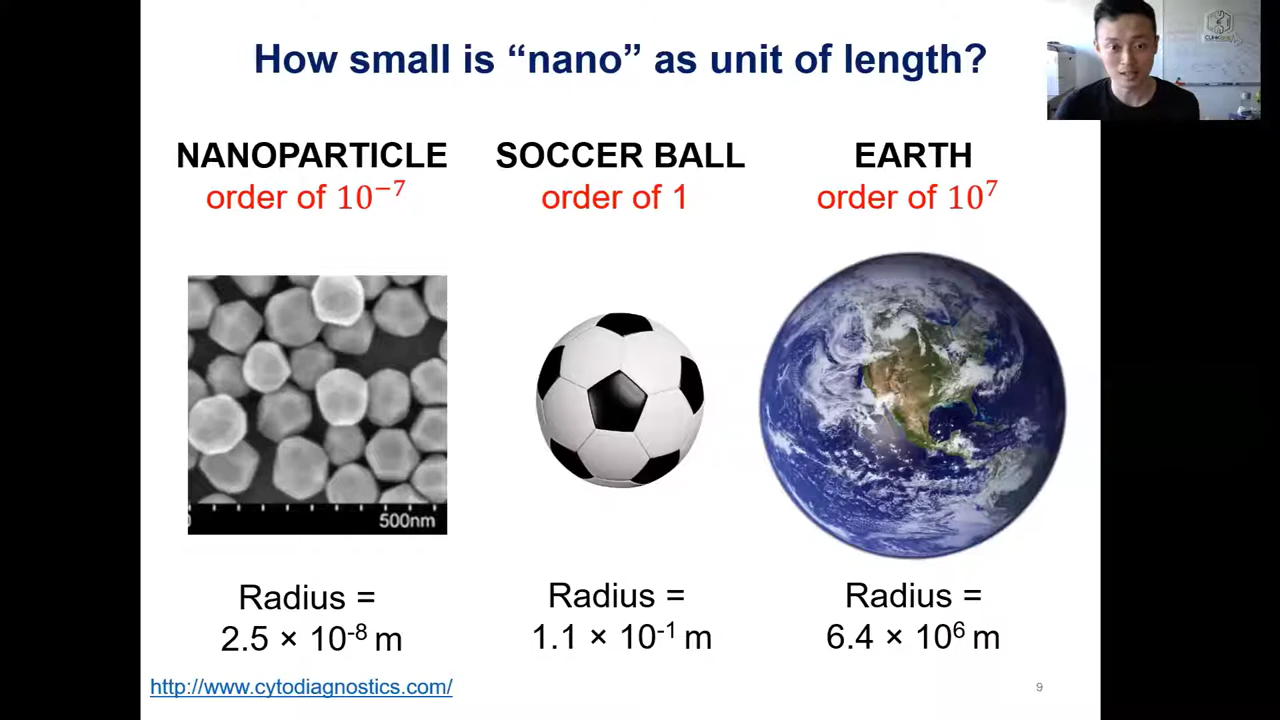 How small is “nano” as unit of length?
NANOPARTICLE
order of 10⁻⁷
SOCCER BALL
order of 1
EARTH
order of 10⁷
500nm
Radius =
2.5 × 10⁻⁸ m
Radius =
1.1 × 10⁻¹ m
Radius =
6.4 × 10⁶ m
http://www.cytodiagnostics.com/
9